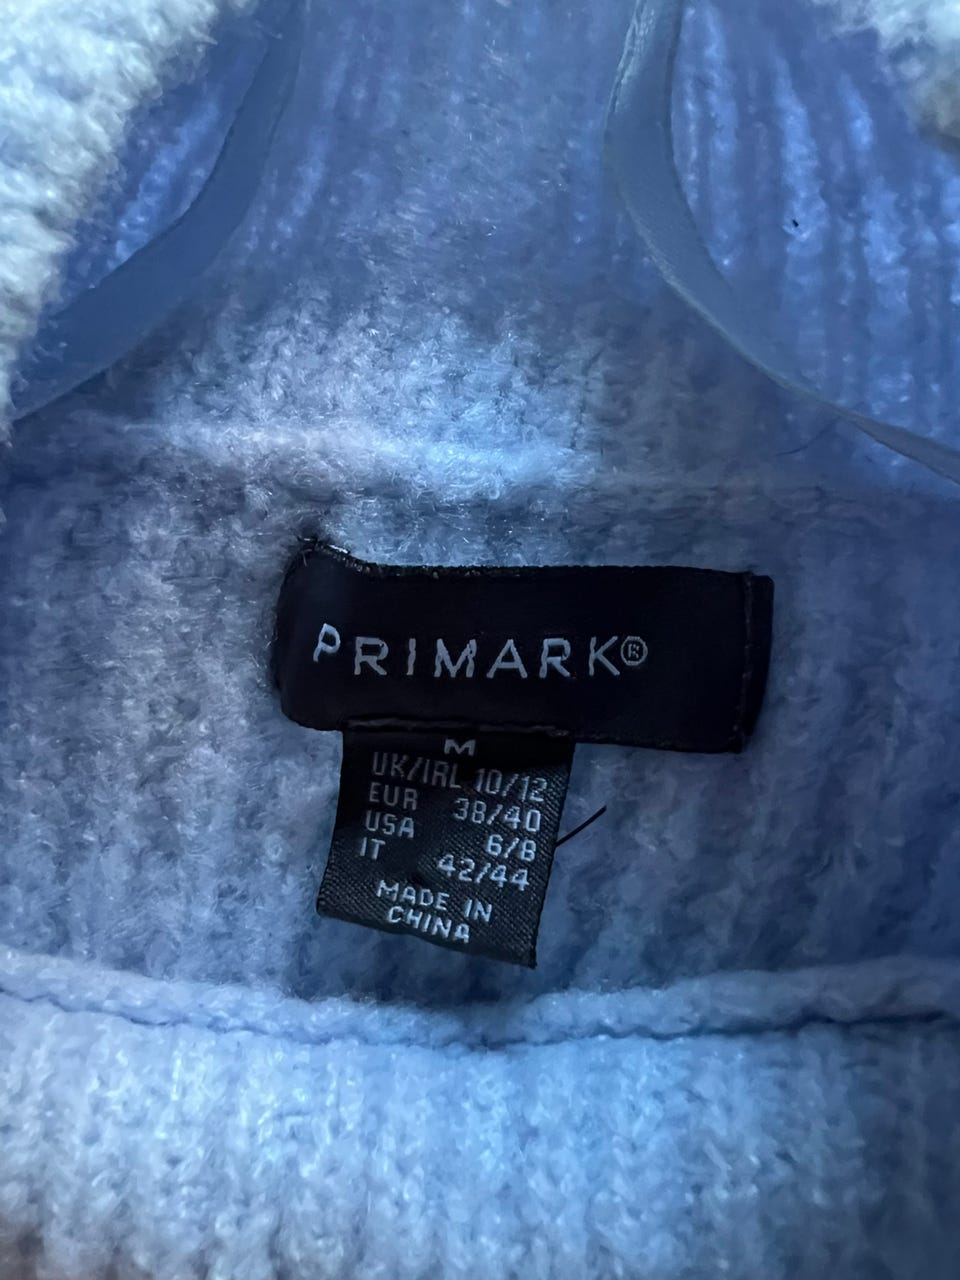 PRIMARK®
M
UK/IRL 10/12
EUR 38/40
USA 6/8
IT 42/44
MADE IN
CHINA